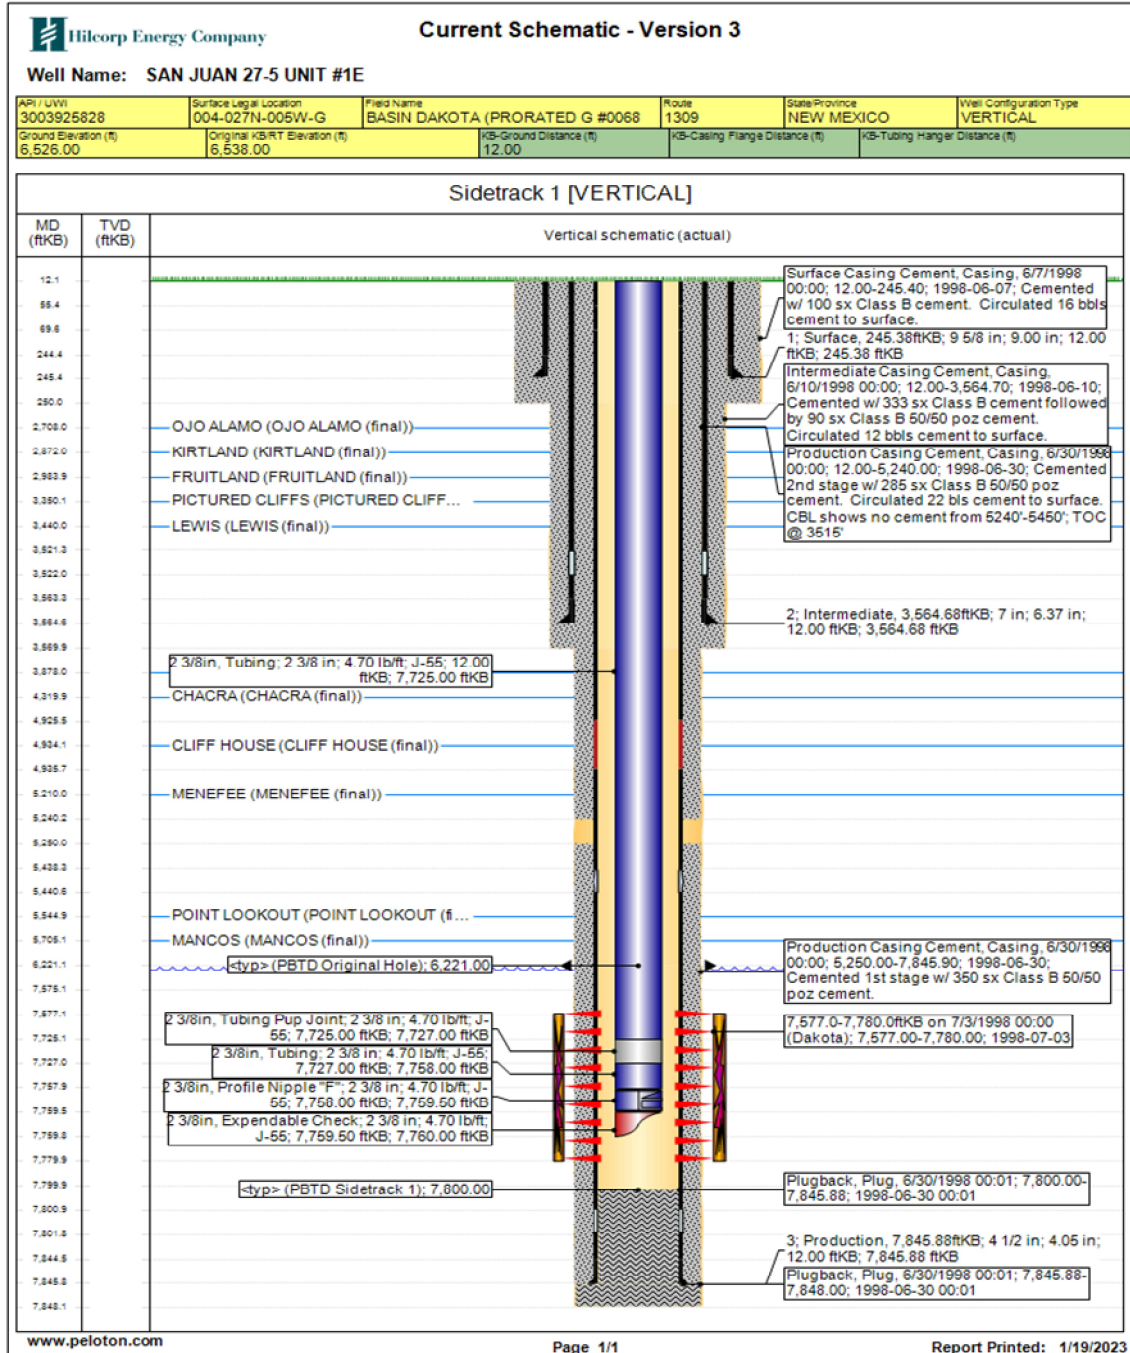 Hilcorp Energy Company
Current Schematic - Version 3
Well Name: SAN JUAN 27-5 UNIT #1E
API / UWI
3003925828
Surface Legal Location
004-027N-005W-G
Field Name
BASIN DAKOTA (PRORATED G #0068
Route
1309
State/Province
NEW MEXICO
Well Configuration Type
VERTICAL
Ground Elevation (ft)
6,526.00
Original KB/RT Elevation (ft)
6,538.00
KB-Ground Distance (ft)
12.00
KB-Casing Flange Distance (ft)
KB-Tubing Hanger Distance (ft)
Sidetrack 1 [VERTICAL]
MD
(ftKB)
TVD
(ftKB)
Vertical schematic (actual)
12.1
244.4
245.4
250.0
2,708.0
2,872.0
2,983.9
3,350.1
3,440.0
3,521.3
3,522.0
3,563.3
3,564.6
3,569.9
3,878.0
4,319.9
4,925.5
4,934.1
4,935.7
5,210.0
5,240.2
5,250.0
5,438.3
5,440.6
5,544.9
5,705.1
6,221.1
7,575.1
7,577.1
7,725.1
7,727.0
7,757.9
7,759.5
7,759.8
7,779.9
7,799.9
7,800.9
7,801.8
7,844.5
7,845.8
7,848.1
Surface Casing Cement, Casing, 6/7/1998
00:00; 12.00-245.40; 1998-06-07; Cemented
w/ 100 sx Class B cement. Circulated 16 bbls
cement to surface.
1; Surface, 245.38ftKB; 9 5/8 in; 9.00 in; 12.00
ftKB; 245.38 ftKB
Intermediate Casing Cement, Casing,
6/10/1998 00:00; 12.00-3,564.70; 1998-06-10;
Cemented w/ 333 sx Class B cement followed
by 90 sx Class B 50/50 poz cement.
Circulated 12 bbls cement to surface.
Production Casing Cement, Casing, 6/30/1998
00:00; 12.00-5,240.00; 1998-06-30; Cemented
2nd stage w/ 285 sx Class B 50/50 poz
cement. Circulated 22 bls cement to surface.
CBL shows no cement from 5240'-5450'; TOC
@ 3515'
OJO ALAMO (OJO ALAMO (final))
KIRTLAND (KIRTLAND (final))
FRUITLAND (FRUITLAND (final))
PICTURED CLIFFS (PICTURED CLIFF...
LEWIS (LEWIS (final))
2; Intermediate, 3,564.68ftKB; 7 in; 6.37 in;
12.00 ftKB; 3,564.68 ftKB
2 3/8in, Tubing; 2 3/8 in; 4.70 lb/ft; J-55; 12.00
ftKB; 7,725.00 ftKB
CHACRA (CHACRA (final))
CLIFF HOUSE (CLIFF HOUSE (final))
MENEFEE (MENEFEE (final))
POINT LOOKOUT (POINT LOOKOUT (fi...
MANCOS (MANCOS (final))
<typ> (PBTD Original Hole); 6,221.00
Production Casing Cement, Casing, 6/30/1998
00:00; 5,250.00-7,845.90; 1998-06-30;
Cemented 1st stage w/ 350 sx Class B 50/50
poz cement.
2 3/8in, Tubing Pup Joint; 2 3/8 in; 4.70 lb/ft; J-
55; 7,725.00 ftKB; 7,727.00 ftKB
7,577.0-7,780.0ftKB on 7/3/1998 00:00
(Dakota); 7,577.00-7,780.00; 1998-07-03
2 3/8in, Tubing; 2 3/8 in; 4.70 lb/ft; J-55;
7,727.00 ftKB; 7,758.00 ftKB
2 3/8in, Profile Nipple "F"; 2 3/8 in; 4.70 lb/ft; J-
55; 7,758.00 ftKB; 7,759.50 ftKB
2 3/8in, Expendable Check; 2 3/8 in; 4.70 lb/ft;
J-55; 7,759.50 ftKB; 7,760.00 ftKB
<typ> (PBTD Sidetrack 1); 7,800.00
Plugback, Plug, 6/30/1998 00:01; 7,800.00-
7,845.88; 1998-06-30 00:01
3; Production, 7,845.88ftKB; 4 1/2 in; 4.05 in;
12.00 ftKB; 7,845.88 ftKB
Plugback, Plug, 6/30/1998 00:01; 7,845.88-
7,848.00; 1998-06-30 00:01
www.peloton.com
Page 1/1
Report Printed: 1/19/2023